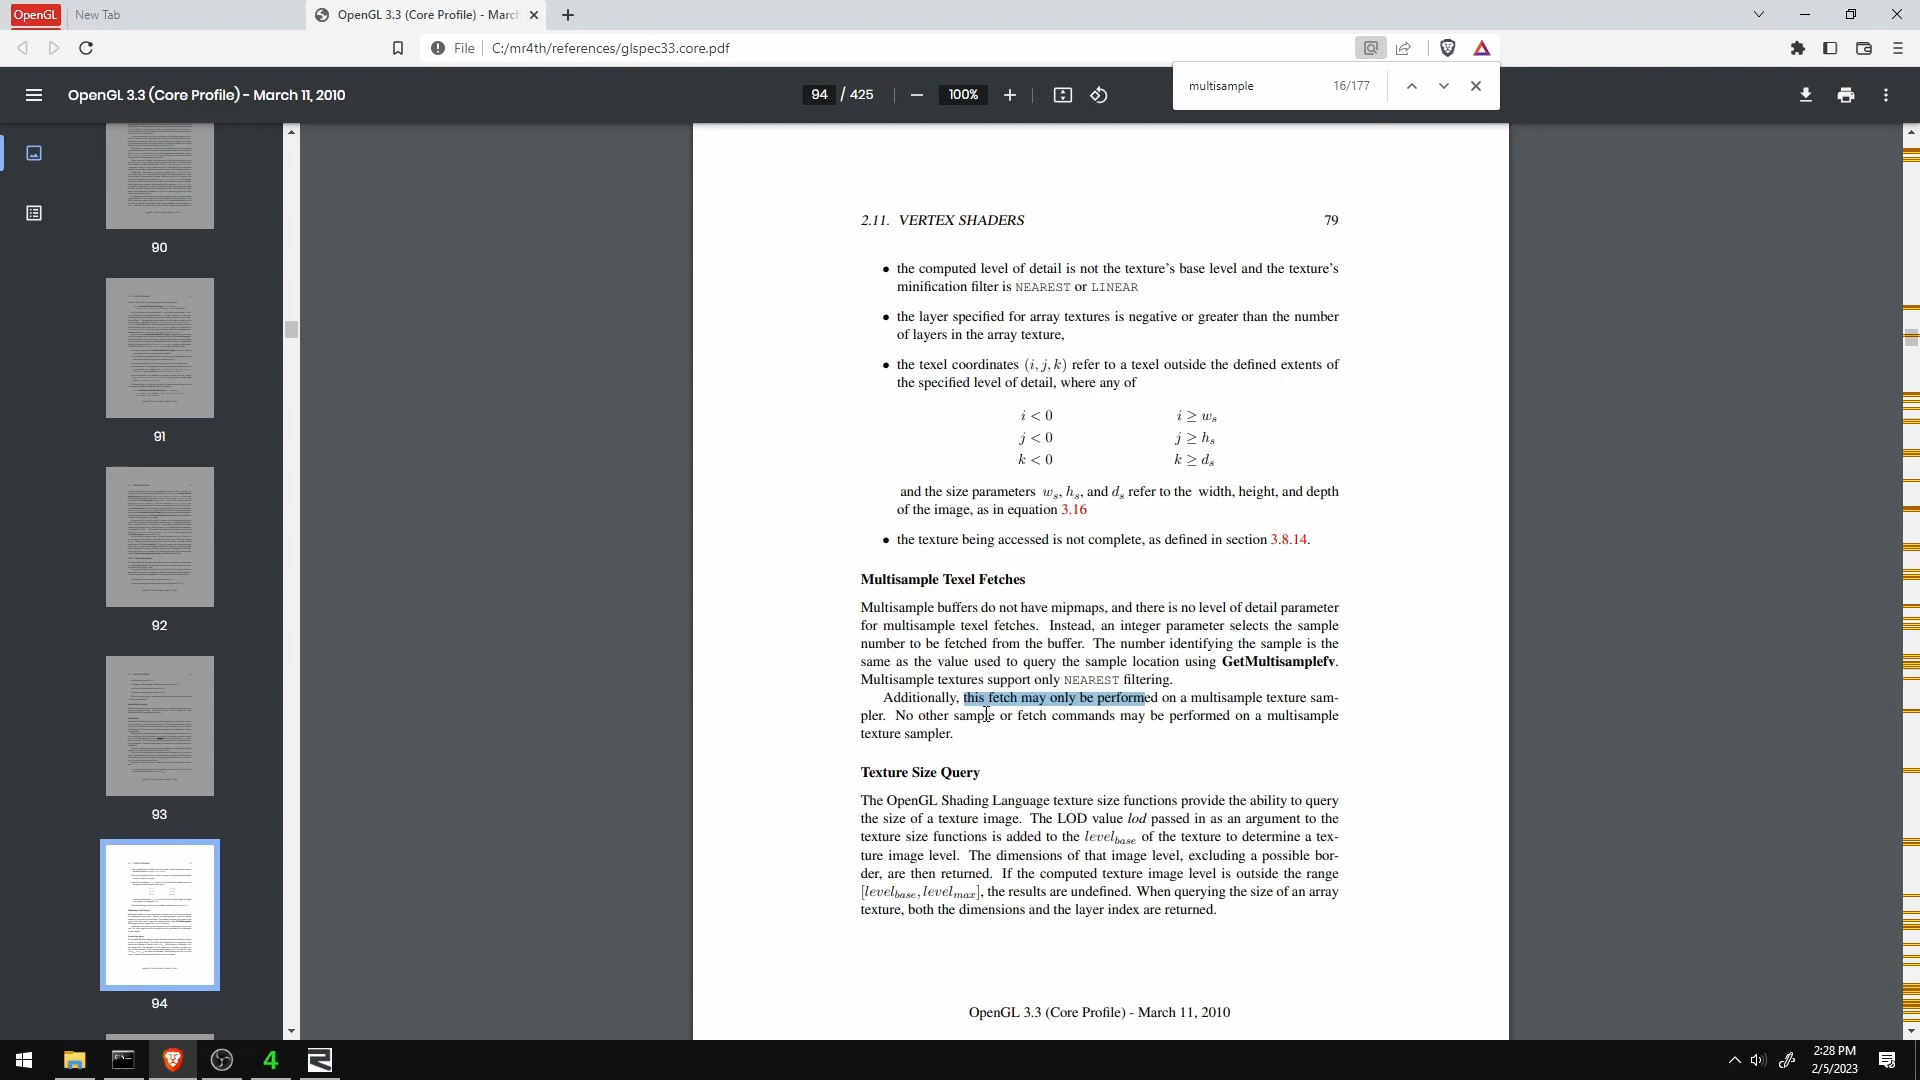 OpenGL New Tab
OpenGL 3.3 (Core Profile) - March
File C:/mr4th/references/glspec33.core.pdf
multisample 16/177
OpenGL 3.3 (Core Profile) - March 11, 2010
94 / 425
100%
90
91
92
93
94
2.11. VERTEX SHADERS 79
• the computed level of detail is not the texture's base level and the texture's
minification filter is NEAREST or LINEAR
• the layer specified for array textures is negative or greater than the number
of layers in the array texture,
• the texel coordinates (i, j, k) refer to a texel outside the defined extents of
the specified level of detail, where any of
i < 0 i ≥ wₛ
j < 0 j ≥ hₛ
k < 0 k ≥ dₛ
and the size parameters wₛ, hₛ, and dₛ refer to the width, height, and depth
of the image, as in equation 3.16
• the texture being accessed is not complete, as defined in section 3.8.14.
Multisample Texel Fetches
Multisample buffers do not have mipmaps, and there is no level of detail parameter
for multisample texel fetches. Instead, an integer parameter selects the sample
number to be fetched from the buffer. The number identifying the sample is the
same as the value used to query the sample location using GetMultisamplefv.
Multisample textures support only NEAREST filtering.
Additionally, this fetch may only be performed on a multisample texture sam-
pler. No other sample or fetch commands may be performed on a multisample
texture sampler.
Texture Size Query
The OpenGL Shading Language texture size functions provide the ability to query
the size of a texture image. The LOD value lod passed in as an argument to the
texture size functions is added to the level_base of the texture to determine a tex-
ture image level. The dimensions of that image level, excluding a possible bor-
der, are then returned. If the computed texture image level is outside the range
[level_base, level_max], the results are undefined. When querying the size of an array
texture, both the dimensions and the layer index are returned.
OpenGL 3.3 (Core Profile) - March 11, 2010
4
2:28 PM
2/5/2023